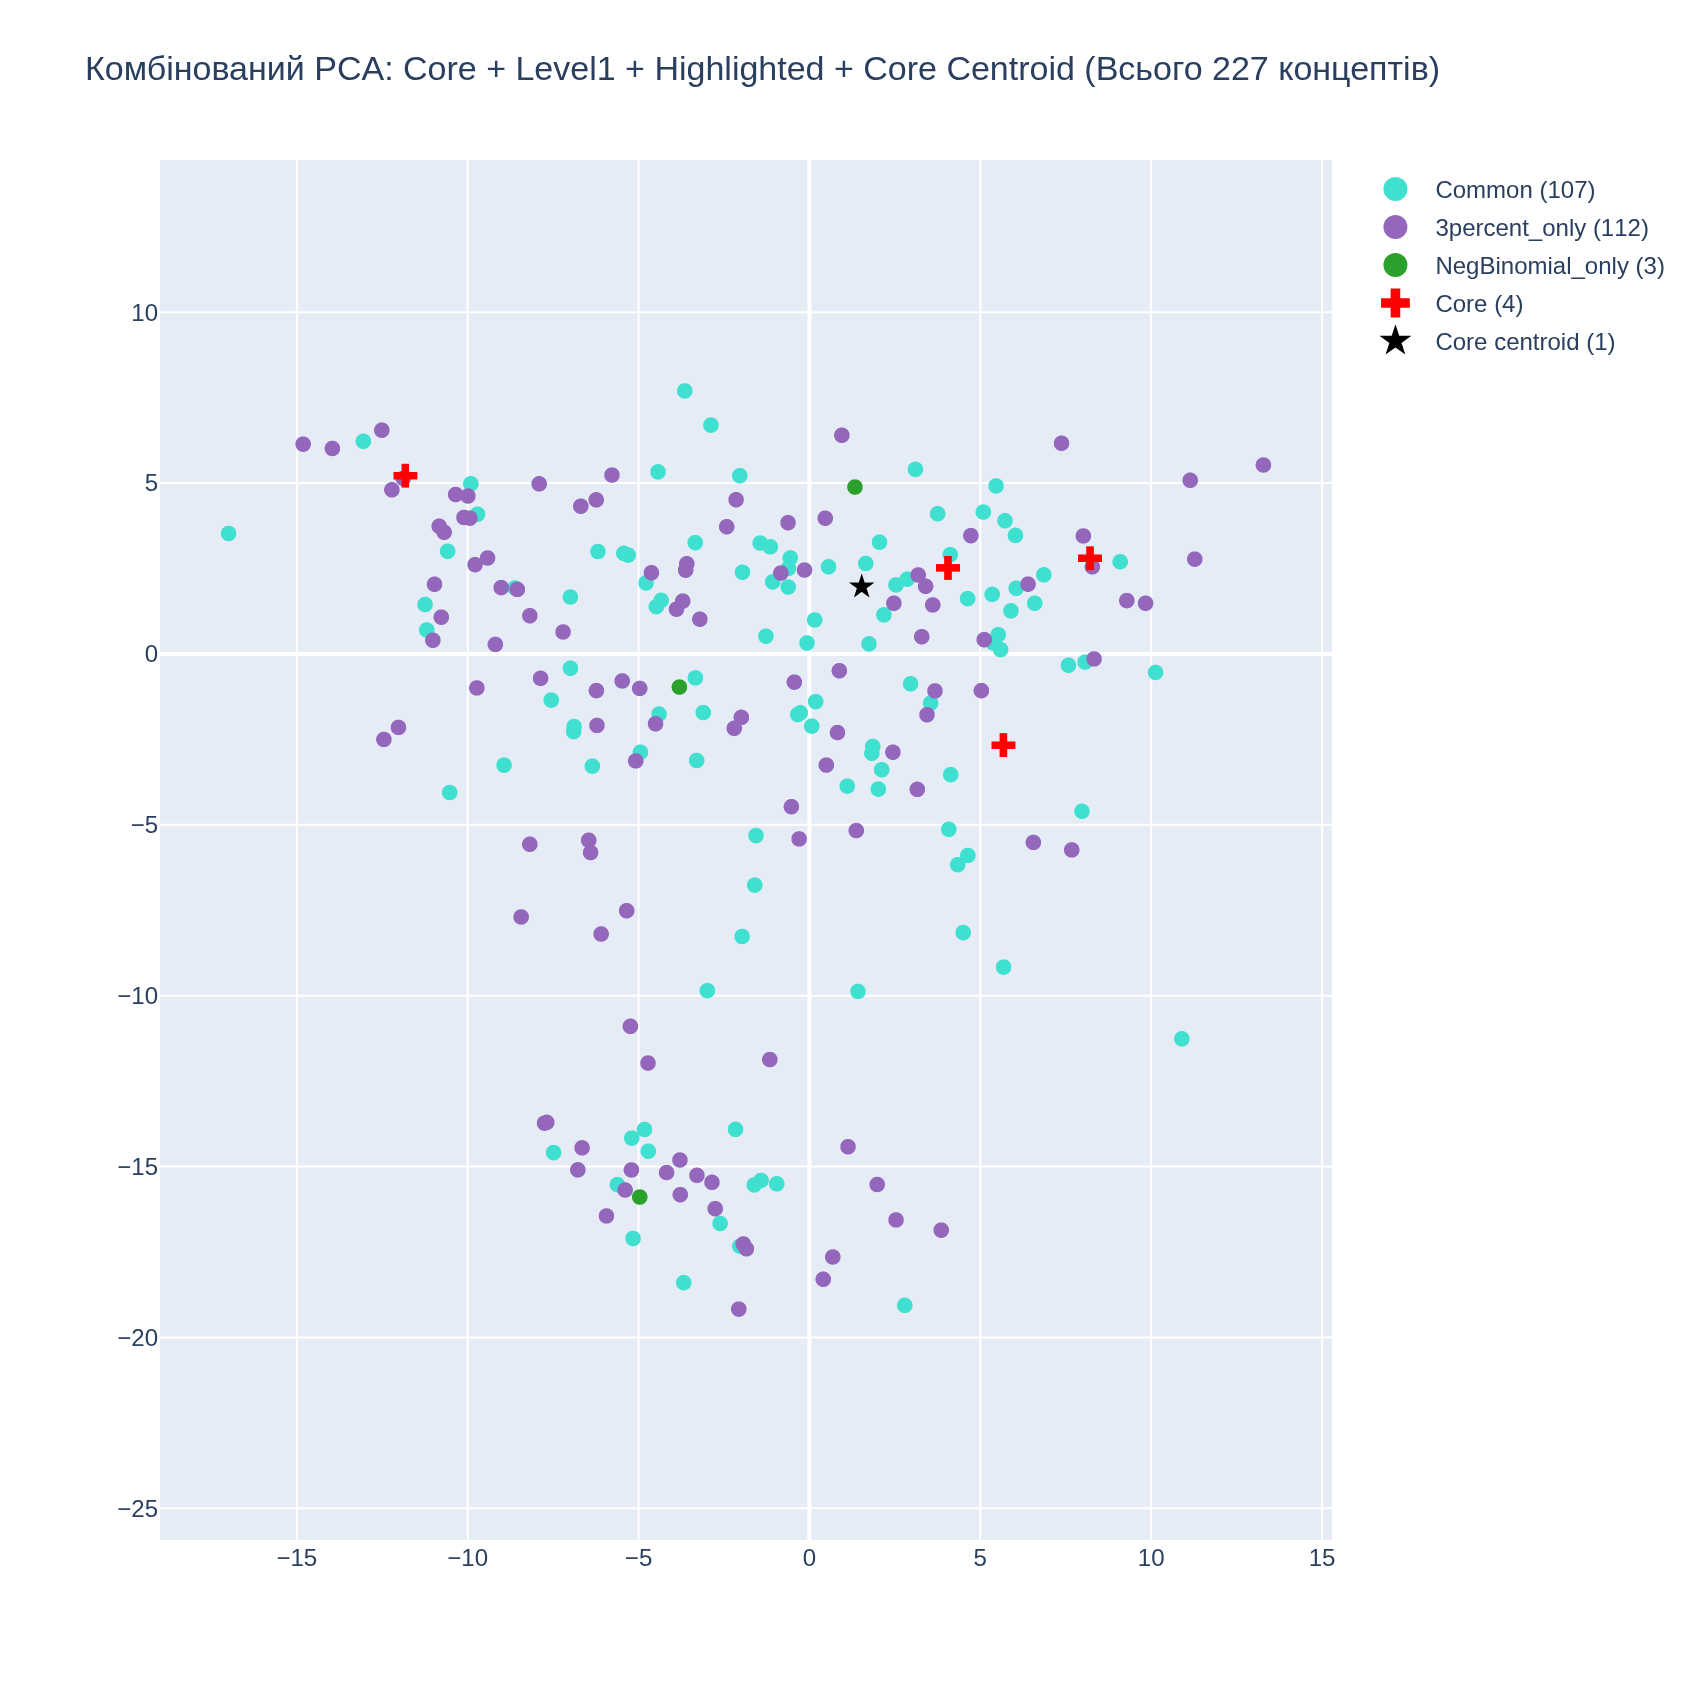 Комбінований PCA: Core + Level1 + Highlighted + Core Centroid (Всього 227 концептів)
Common (107)
3percent_only (112)
NegBinomial_only (3)
Core (4)
Core centroid (1)
10
5
0
−5
−10
−15
−20
−25
−15 −10 −5 0 5 10 15